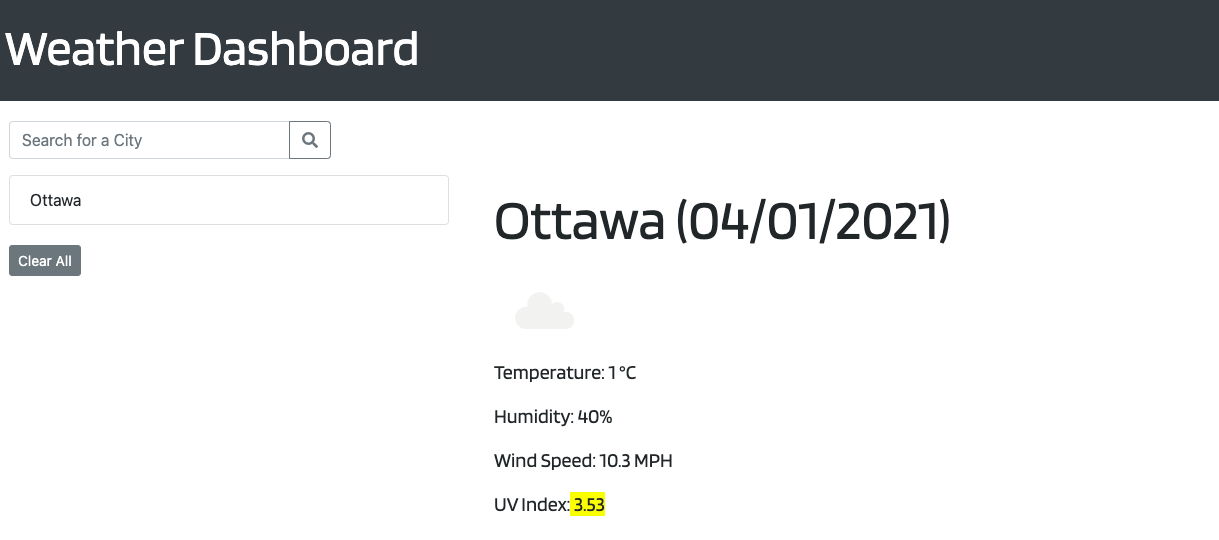 Weather Dashboard
Search for a City
Ottawa
Clear All
Ottawa (04/01/2021)
Temperature: 1 °C
Humidity: 40%
Wind Speed: 10.3 MPH
UV Index: 3.53